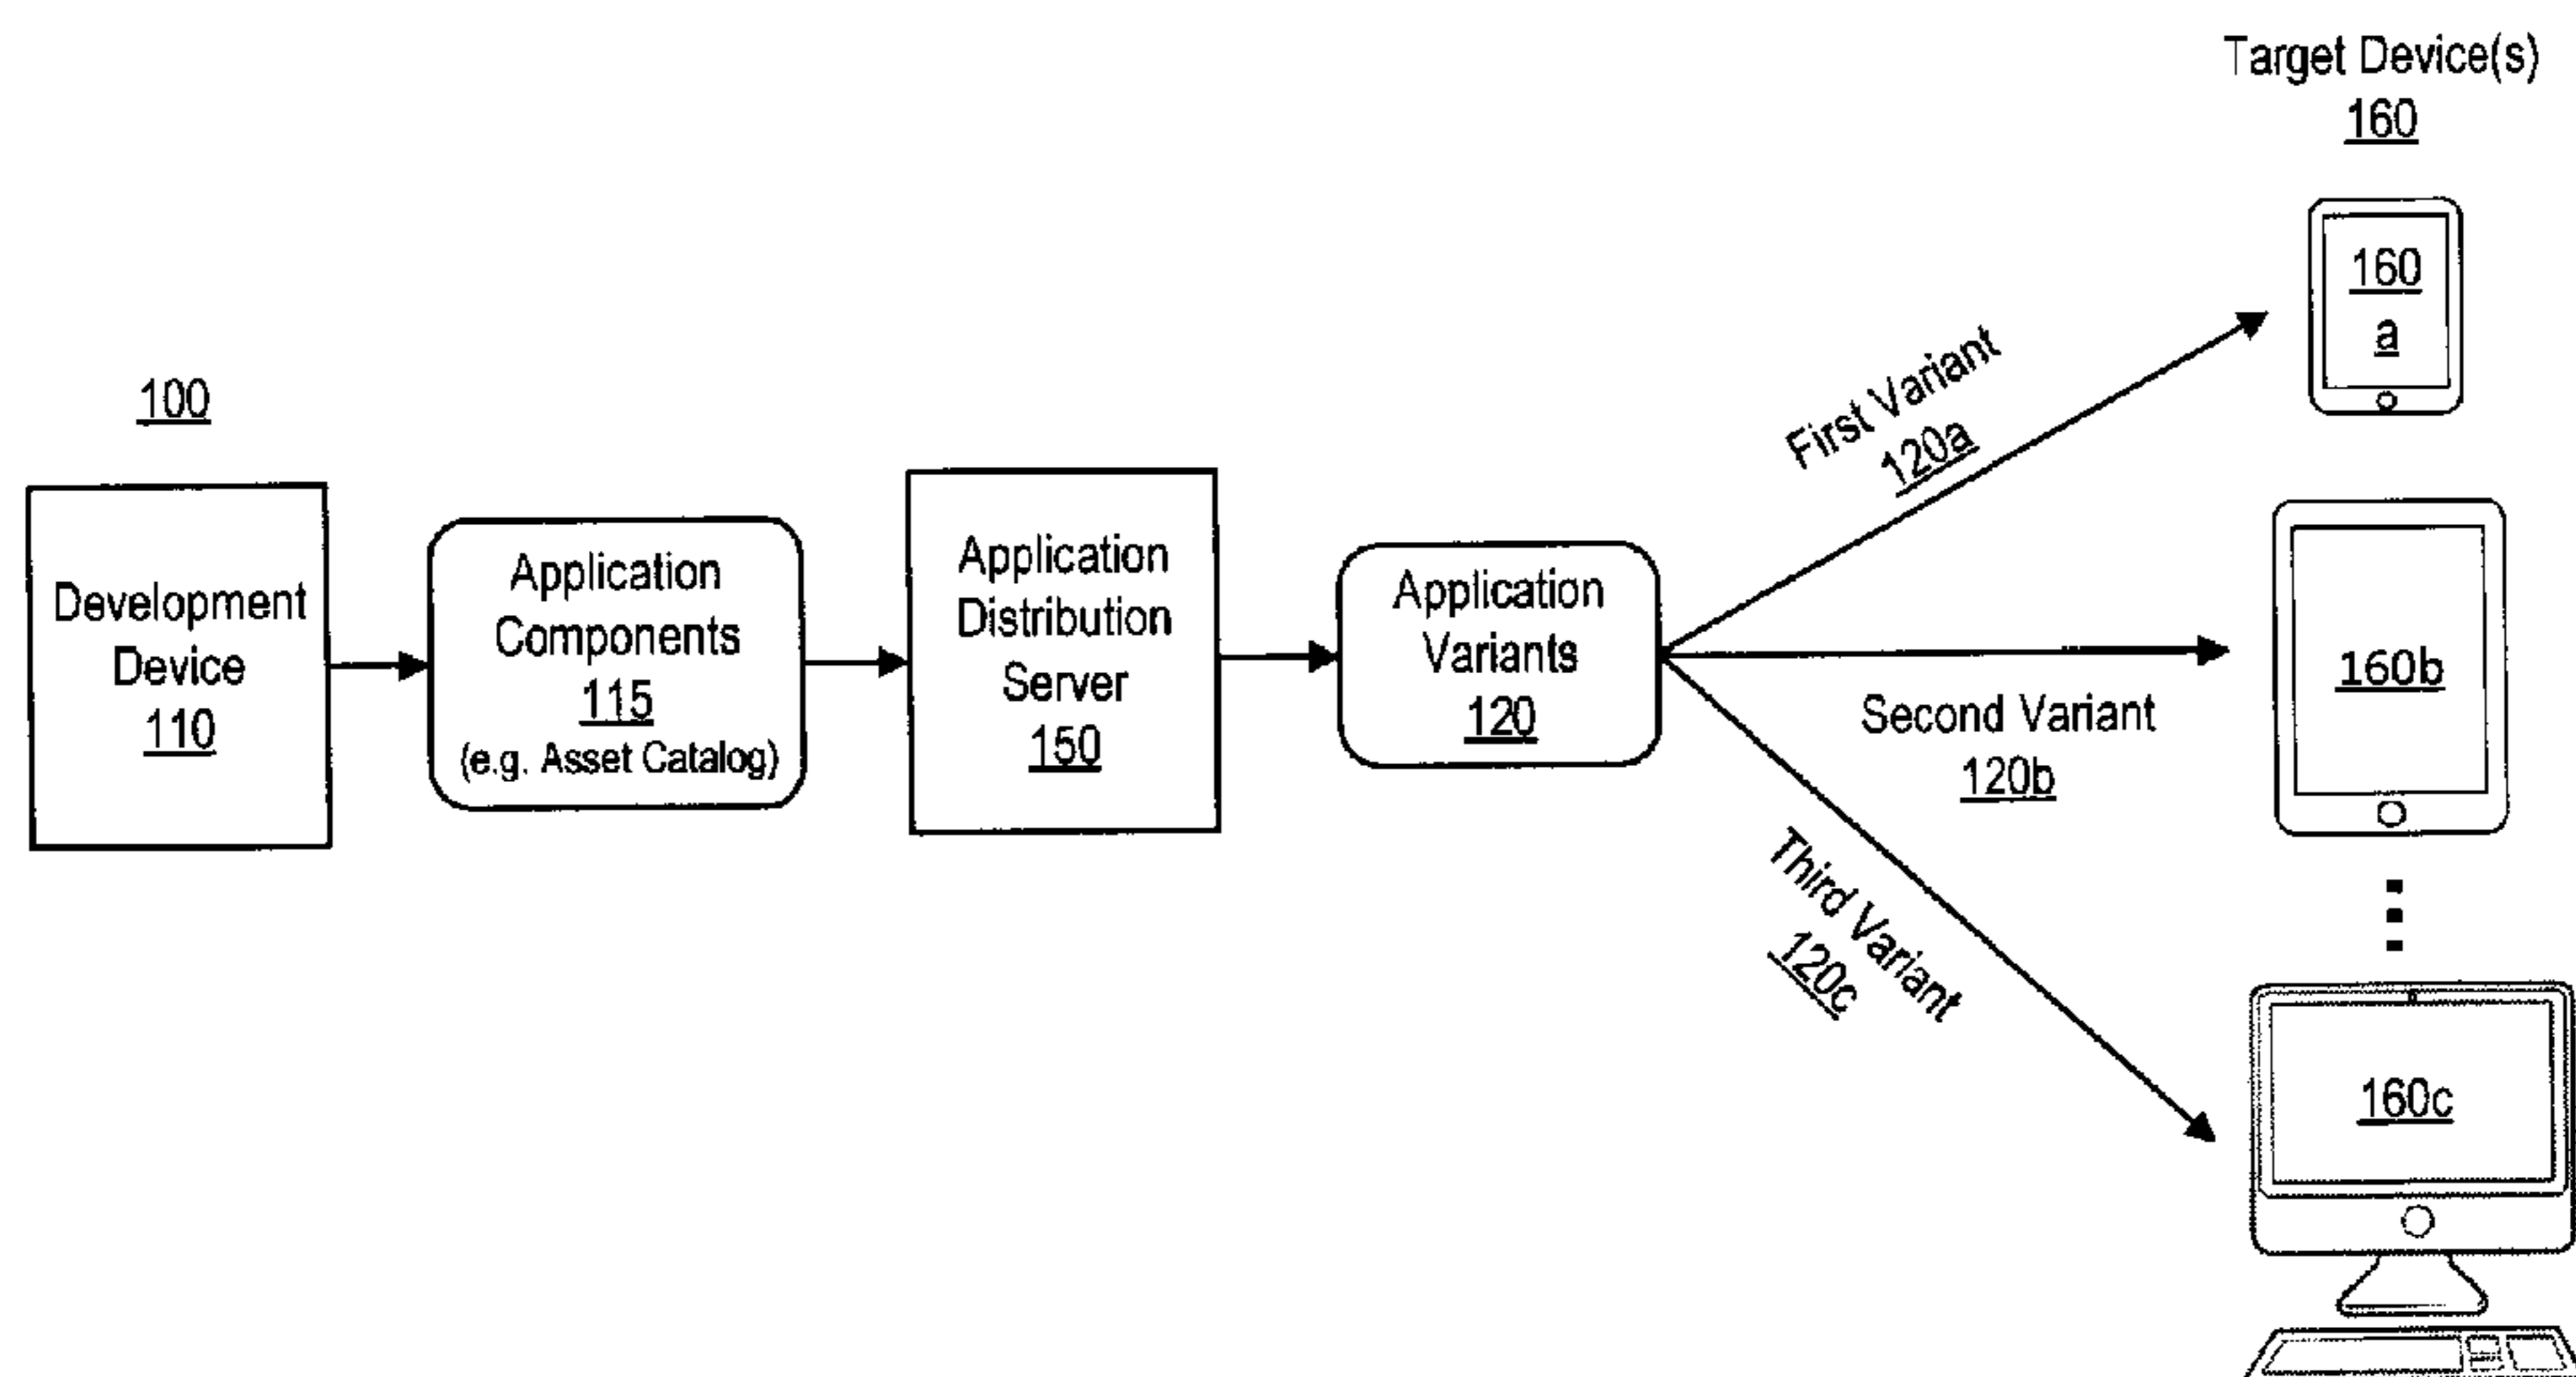 Target Device(s)
160
160
a
100
First Variant
120a
Development
Device
110
Application
Components
115
(e.g. Asset Catalog)
Application
Distribution
Server
150
Application
Variants
120
Second Variant
120b
160b
Third Variant
120c
160c